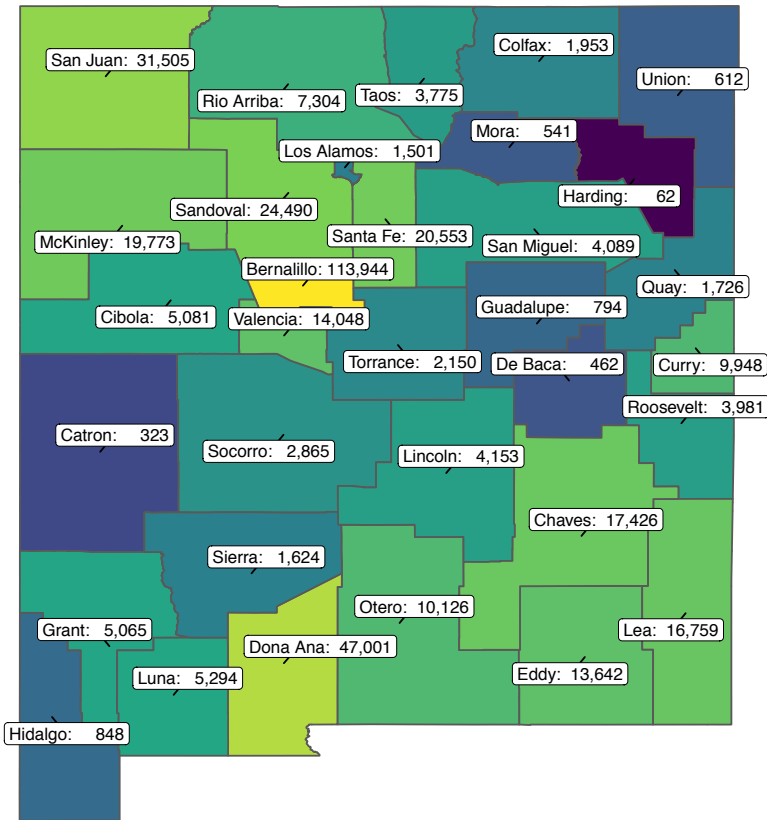 Colfax: 1,953
San Juan: 31,505
Union: 612
Taos: 3,775
Rio Arriba: 7,304
Mora: 541
Los Alamos: 1,501
Harding: 62
Sandoval: 24,490
Santa Fe: 20,553
McKinley: 19,773
San Miguel: 4,089
Bernalillo: 113,944
Quay: 1,726
Guadalupe: 794
Cibola: 5,081
Valencia: 14,048
Torrance: 2,150
De Baca: 462
Curry: 9,948
Roosevelt: 3,981
Catron: 323
Socorro: 2,865
Lincoln: 4,153
Chaves: 17,426
Sierra: 1,624
Otero: 10,126
Grant: 5,065
Lea: 16,759
Dona Ana: 47,001
Eddy: 13,642
Luna: 5,294
Hidalgo: 848